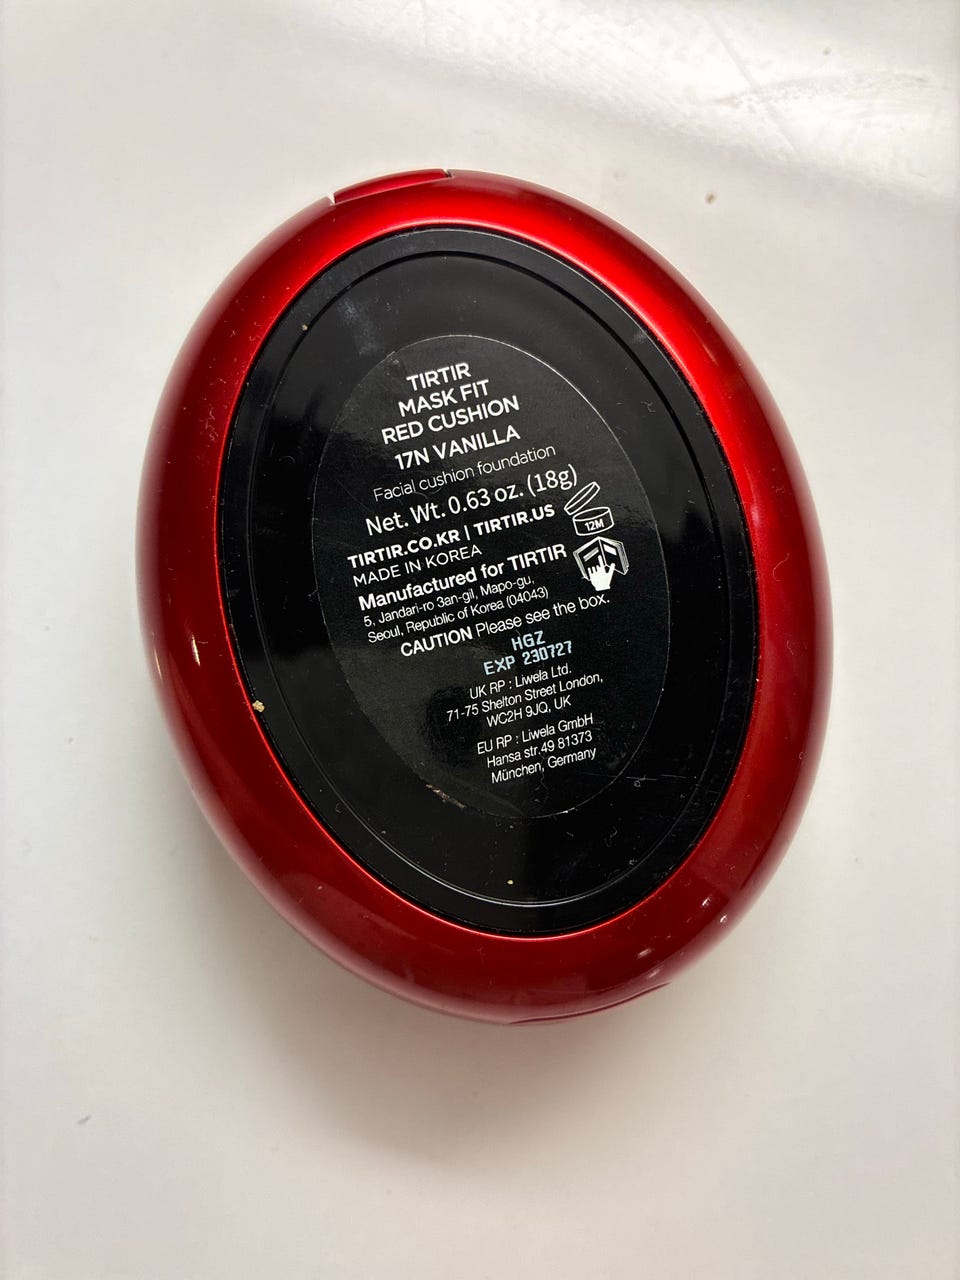 TIRTIR
MASK FIT
RED CUSHION
17N VANILLA
Facial cushion foundation
Net. Wt. 0.63 oz. (18g)
TIRTIR.CO.KR | TIRTIR.US
12M
MADE IN KOREA
Manufactured for TIRTIR
5, Jandari-ro 3an-gil, Mapo-gu,
Seoul, Republic of Korea (04043)
CAUTION Please see the box.
HGZ
EXP 230727
UK RP : Liwela Ltd.
71-75 Shelton Street London,
WC2H 9JQ, UK
EU RP : Liwela GmbH
Hansa str.49 81373
München, Germany